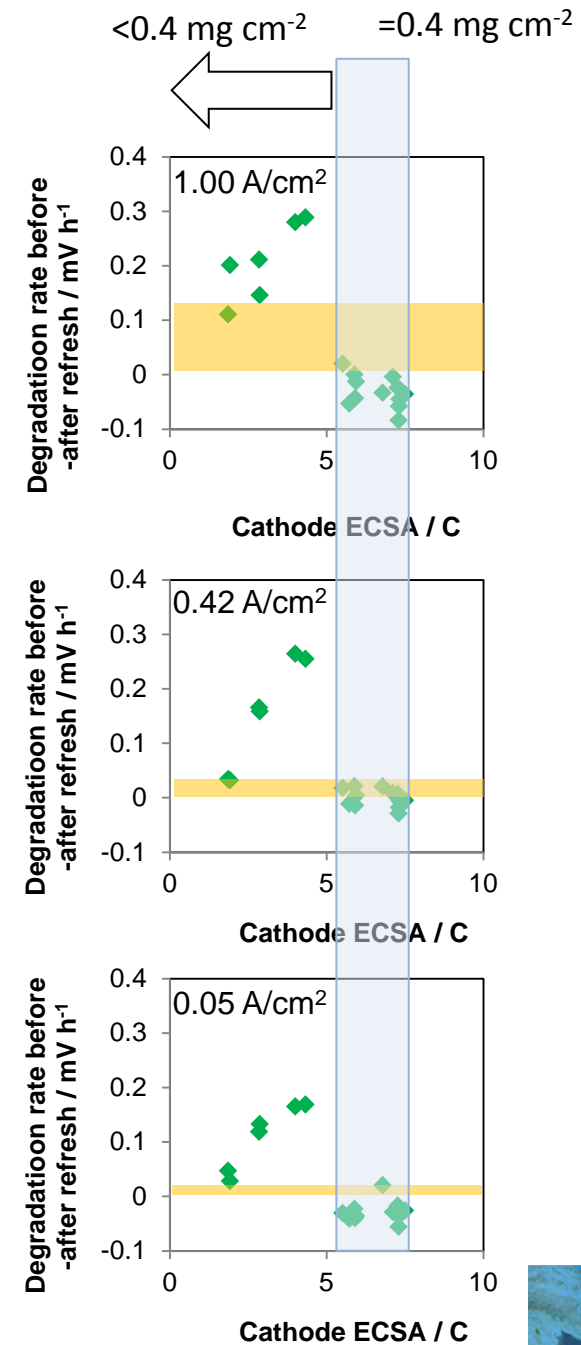 <0.4 mg cm⁻² =0.4 mg cm⁻²
Degradatioon rate before
-after refresh / mV h⁻¹
0.4
0.3
0.2
0.1
0
-0.1
1.00 A/cm²
0 5 10
Cathode ECSA / C
Degradatioon rate before
-after refresh / mV h⁻¹
0.4
0.3
0.2
0.1
0
-0.1
0.42 A/cm²
0 5 10
Cathode ECSA / C
Degradatioon rate before
-after refresh / mV h⁻¹
0.4
0.3
0.2
0.1
0
-0.1
0.05 A/cm²
0 5 10
Cathode ECSA / C